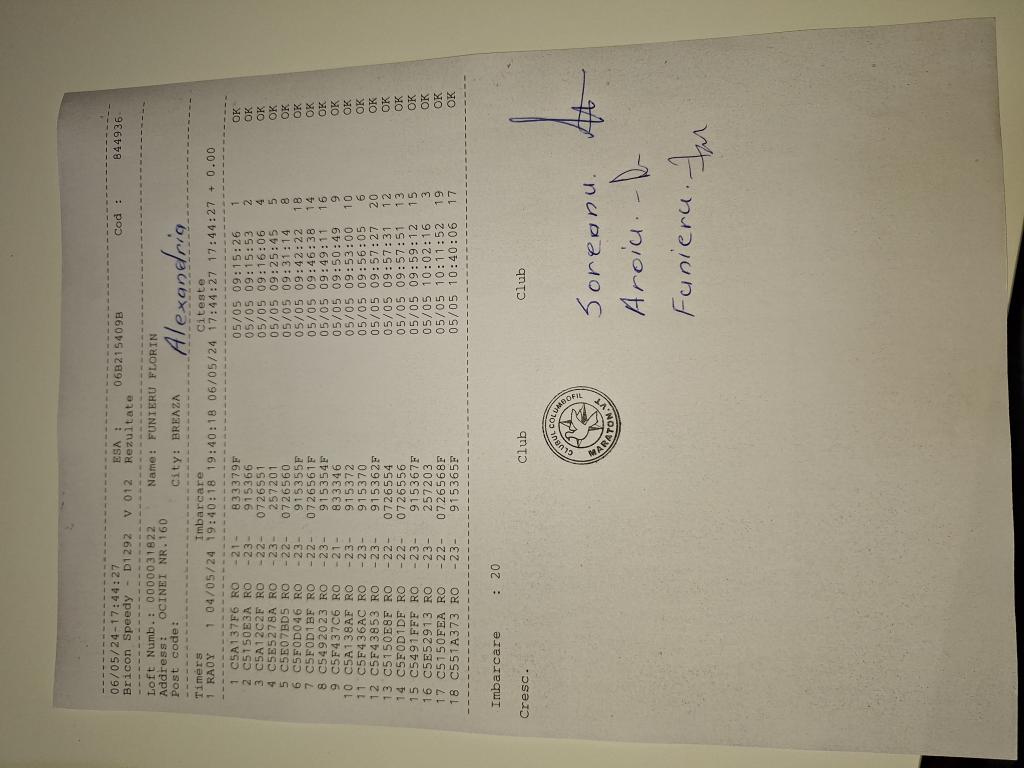 06/05/24-17:44:27 ESA : 06B215409B Cod : 844936
Bricon Speedy - D1292 V 012 Rezultate
Loft Numb.: 0000031822 Name: FUNIERU FLORIN
Address: OCINEI NR.160
Post code: City: BREAZA Alexandria
Timers Imbarcare Citeste
1 RA0Y 1 04/05/24 19:40:18 19:40:18 06/05/24 17:44:27 17:44:27 + 0.00
1 C5A137F6 RO -21- 833379F 05/05 09:15:26 1 OK
2 C5150E3A RO -23- 915366 05/05 09:15:53 2 OK
3 C5A12C2F RO -22- 0726551 05/05 09:16:06 4 OK
4 C5E5278A RO -23- 257201 05/05 09:25:45 5 OK
5 C5E07BD5 RO -22- 0726560 05/05 09:31:14 8 OK
6 C5F0D046 RO -23- 915355F 05/05 09:42:22 18 OK
7 C5F0D1BF RO -22- 0726561F 05/05 09:46:38 14 OK
8 C5492023 RO -23- 915354F 05/05 09:49:11 16 OK
9 C5F437C6 RO -21- 833346 05/05 09:50:49 9 OK
10 C5A138AF RO -23- 915372 05/05 09:53:00 10 OK
11 C5F436AC RO -23- 915370 05/05 09:56:05 6 OK
12 C5F43853 RO -23- 915362F 05/05 09:57:27 20 OK
13 C5150E8F RO -22- 0726554 05/05 09:57:31 12 OK
14 C5F0D1DF RO -22- 0726556 05/05 09:57:51 13 OK
15 C5491FFF RO -23- 915367F 05/05 09:59:12 15 OK
16 C5E52913 RO -23- 257203 05/05 10:02:16 3 OK
17 C5150FEA RO -22- 0726568F 05/05 10:11:52 19 OK
18 C551A373 RO -23- 915365F 05/05 10:40:06 17 OK
Imbarcare : 20
Cresc. Club Club
CLUBUL COLUMBOFIL
MARATON.VT
Soreanu.
Aroiu.-
Funieru.